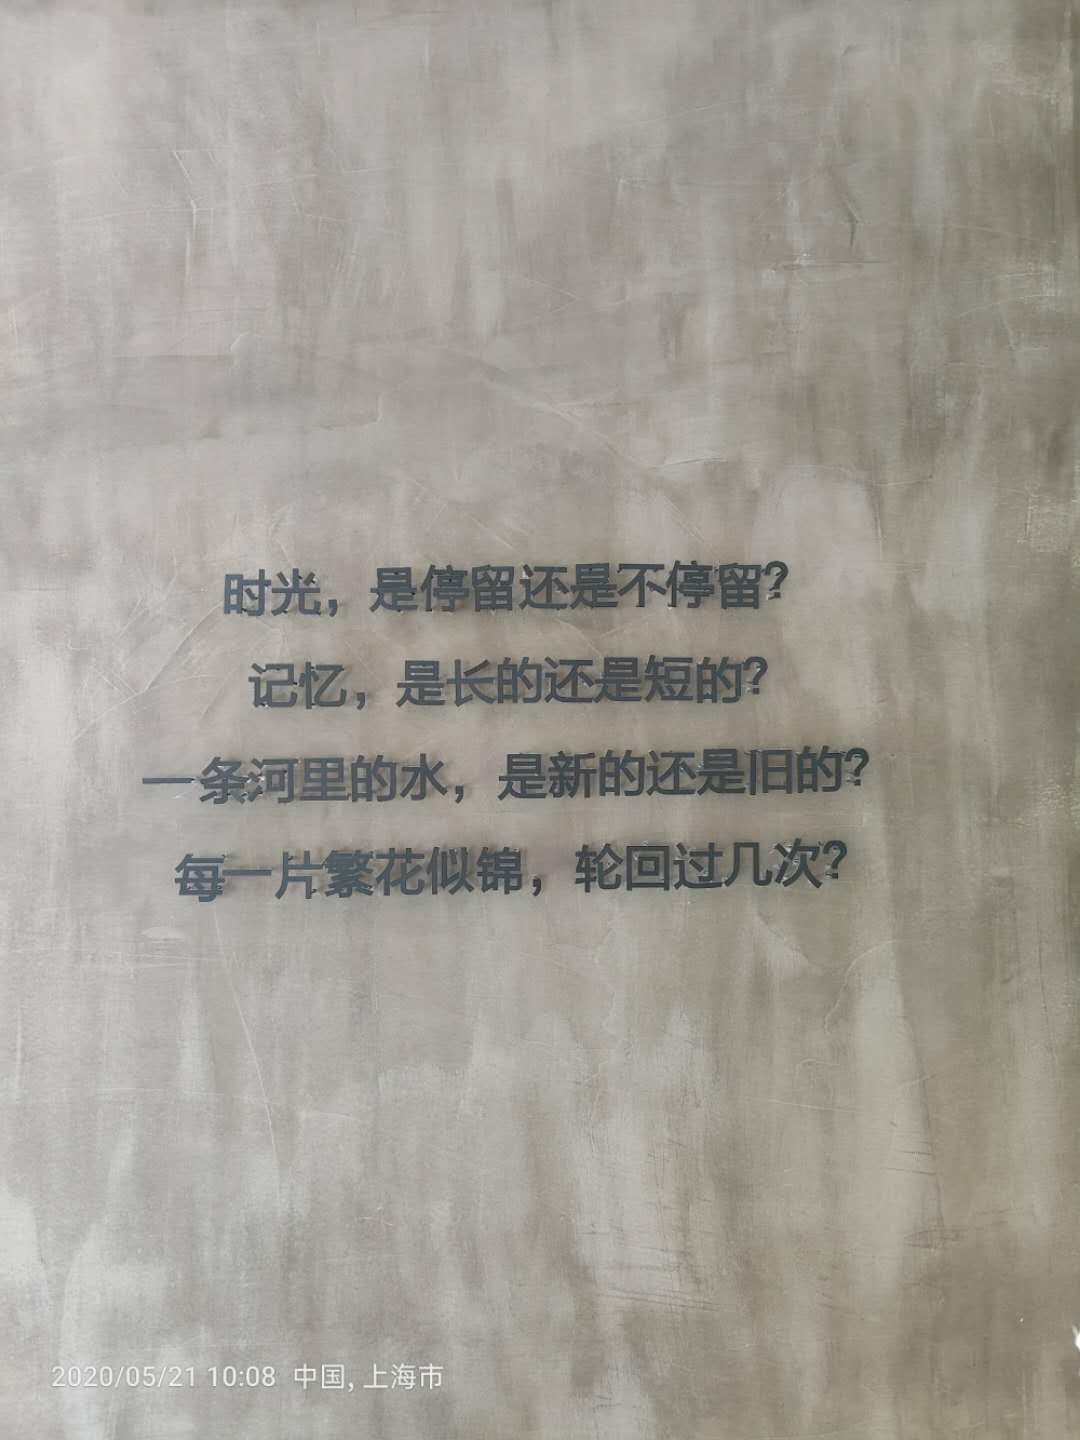 时光，是停留还是不停留？
记忆，是长的还是短的？
一条河里的水，是新的还是旧的？
每一片繁花似锦，轮回过几次？
2020/05/21 10:08 中国, 上海市